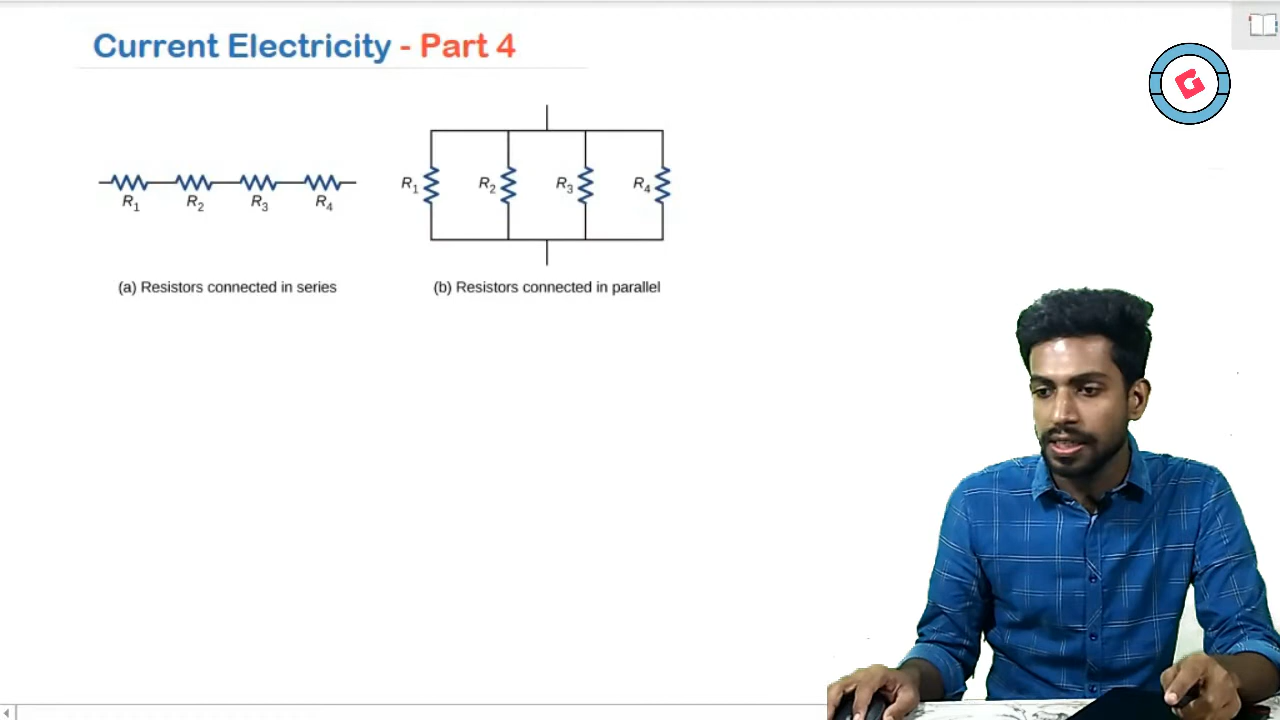 Current Electricity - Part 4
R1 R2 R3 R4
R1 R2 R3 R4
(a) Resistors connected in series
(b) Resistors connected in parallel
G